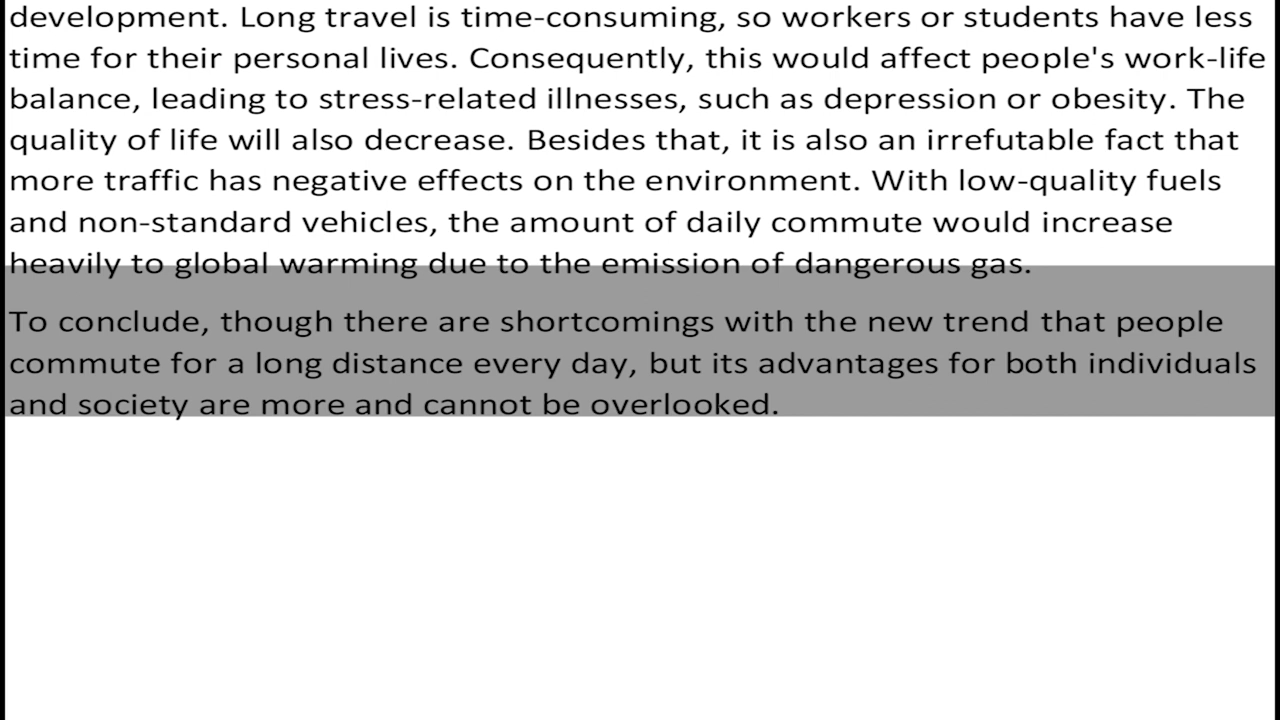 development. Long travel is time-consuming, so workers or students have less
time for their personal lives. Consequently, this would affect people's work-life
balance, leading to stress-related illnesses, such as depression or obesity. The
quality of life will also decrease. Besides that, it is also an irrefutable fact that
more traffic has negative effects on the environment. With low-quality fuels
and non-standard vehicles, the amount of daily commute would increase
heavily to global warming due to the emission of dangerous gas.
To conclude, though there are shortcomings with the new trend that people
commute for a long distance every day, but its advantages for both individuals
and society are more and cannot be overlooked.